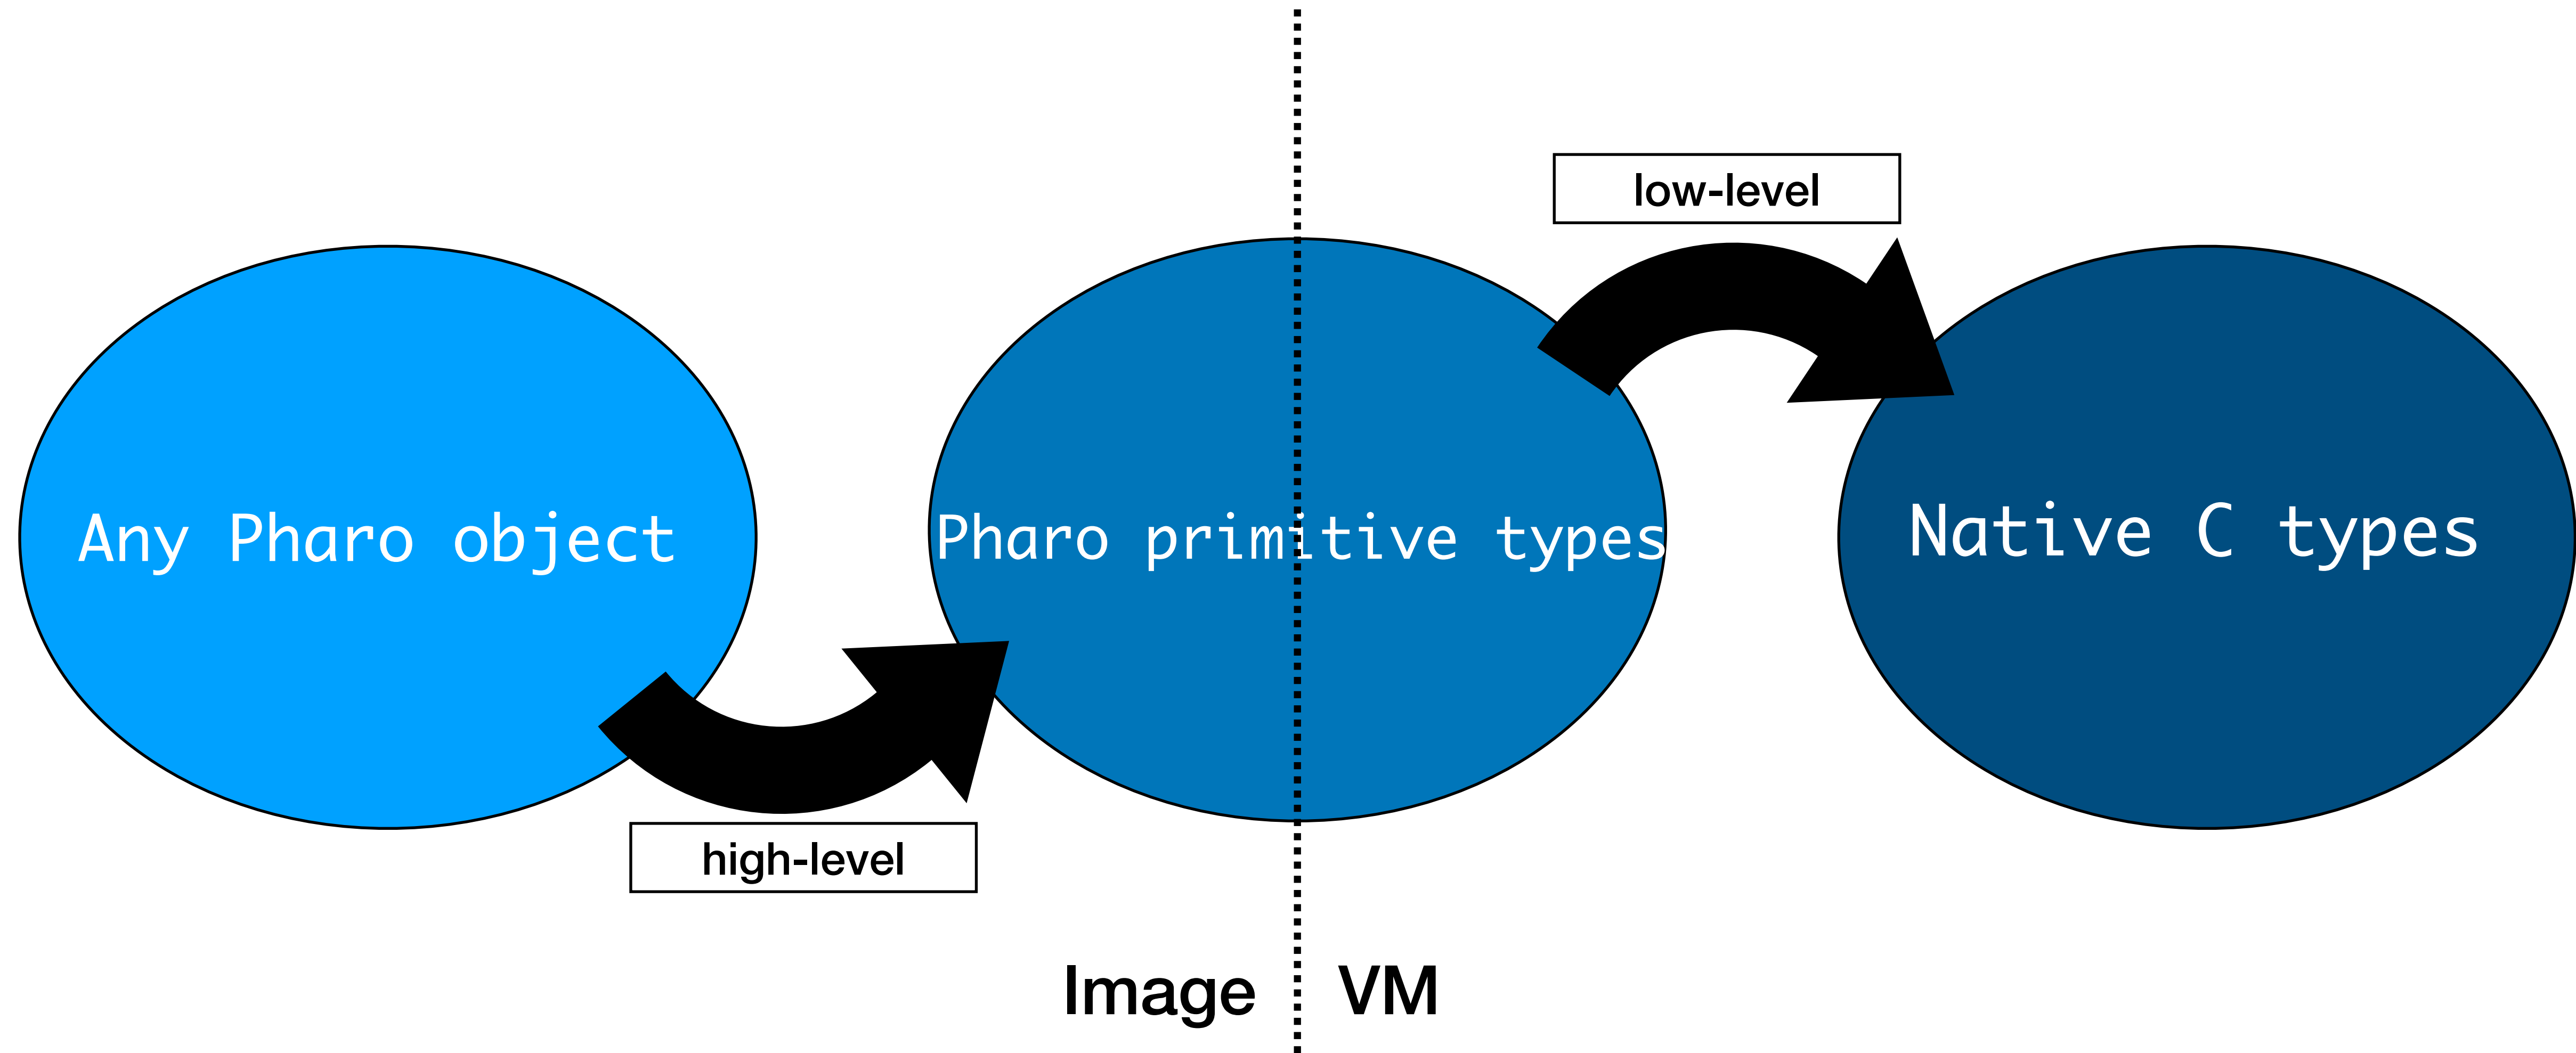 low-level
Any Pharo object
Pharo primitive types
Native C types
high-level
Image
VM